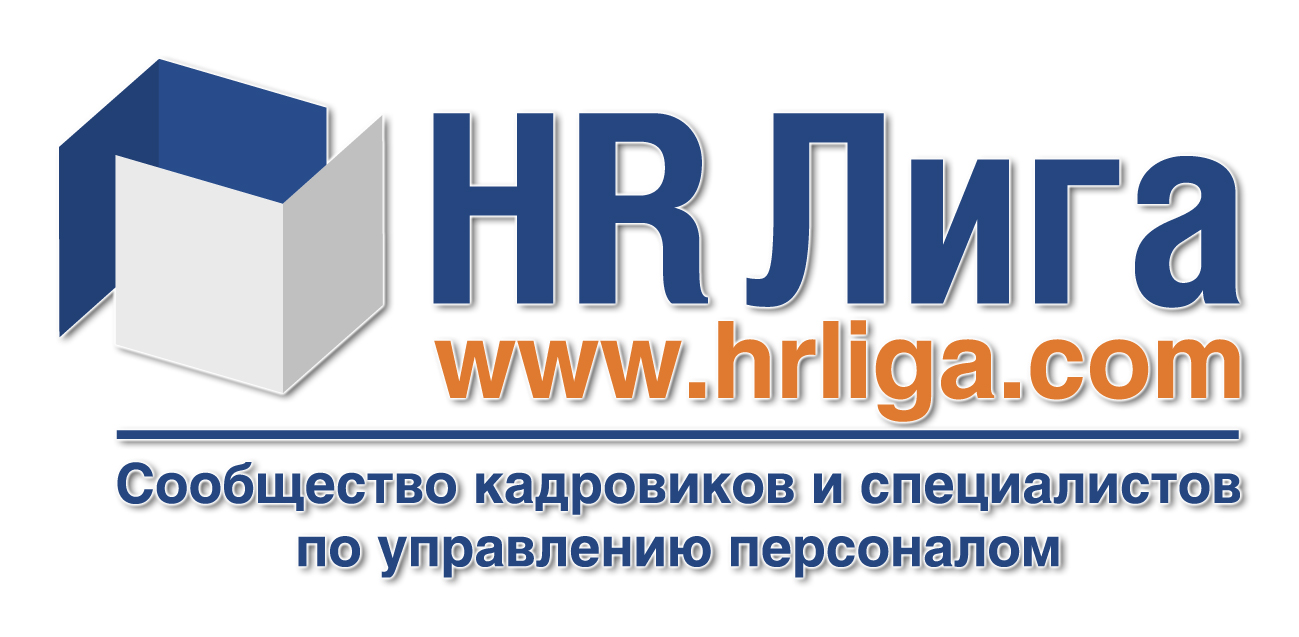 HR Лига
www.hrliga.com
Сообщество кадровиков и специалистов
по управлению персоналом